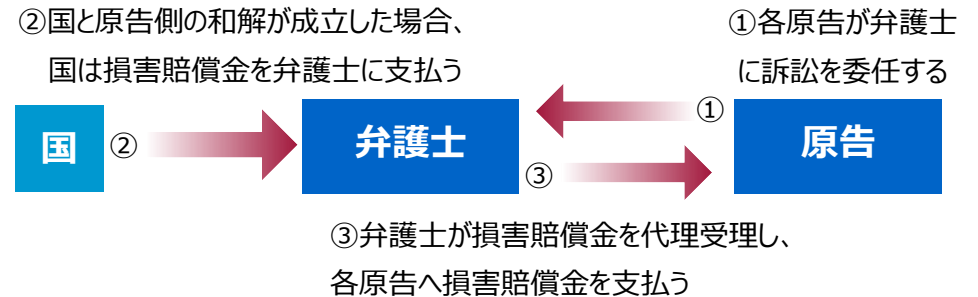 ②国と原告側の和解が成立した場合、
国は損害賠償金を弁護士に支払う
①各原告が弁護士
に訴訟を委任する
国
②
弁護士
①
③
原告
③弁護士が損害賠償金を代理受理し、
各原告へ損害賠償金を支払う